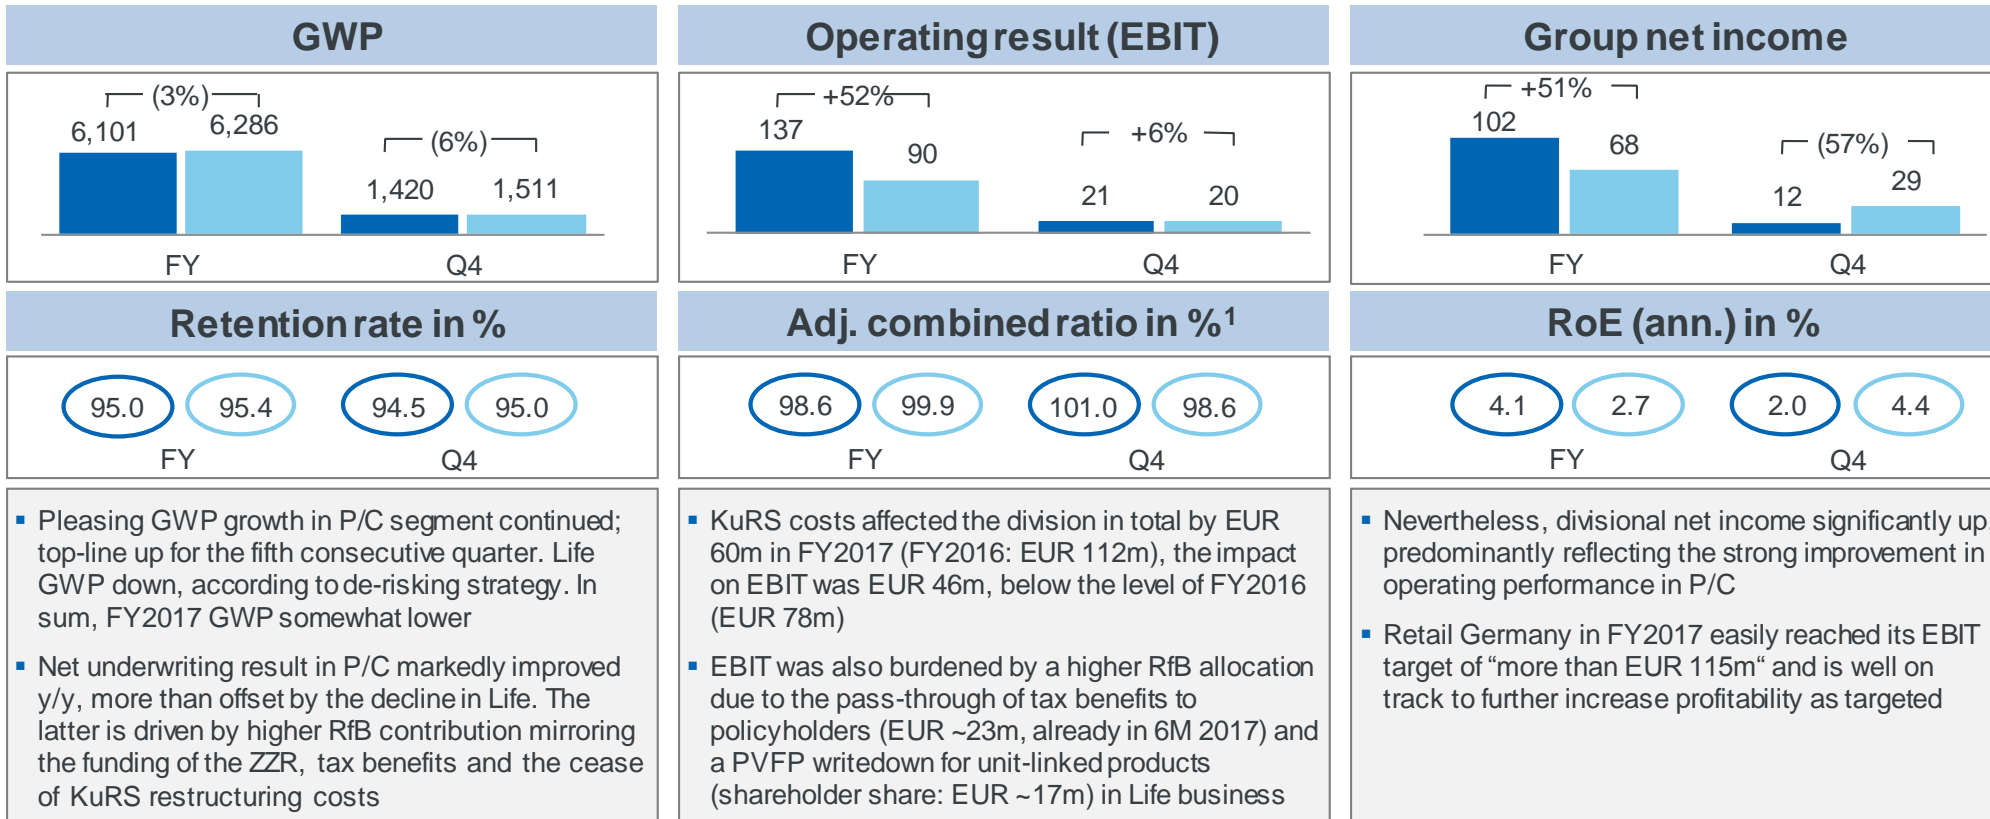 GWP
(3%)
6,101
6,286
(6%)
1,420
1,511
FY
Q4
Operating result (EBIT)
+52%
137
90
+6%
21
20
FY
Q4
Group net income
+51%
102
68
(57%)
12
29
FY
Q4
Retention rate in %
95.0
95.4
94.5
95.0
FY
Q4
Adj. combined ratio in %¹
98.6
99.9
101.0
98.6
FY
Q4
RoE (ann.) in %
4.1
2.7
2.0
4.4
FY
Q4
▪ Pleasing GWP growth in P/C segment continued;
top-line up for the fifth consecutive quarter. Life
GWP down, according to de-risking strategy. In
sum, FY2017 GWP somewhat lower
▪ Net underwriting result in P/C markedly improved
y/y, more than offset by the decline in Life. The
latter is driven by higher RfB contribution mirroring
the funding of the ZZR, tax benefits and the cease
of KuRS restructuring costs
▪ KuRS costs affected the division in total by EUR
60m in FY2017 (FY2016: EUR 112m), the impact
on EBIT was EUR 46m, below the level of FY2016
(EUR 78m)
▪ EBIT was also burdened by a higher RfB allocation
due to the pass-through of tax benefits to
policyholders (EUR ~23m, already in 6M 2017) and
a PVFP writedown for unit-linked products
(shareholder share: EUR ~17m) in Life business
▪ Nevertheless, divisional net income significantly up,
predominantly reflecting the strong improvement in
operating performance in P/C
▪ Retail Germany in FY2017 easily reached its EBIT
target of “more than EUR 115m“ and is well on
track to further increase profitability as targeted